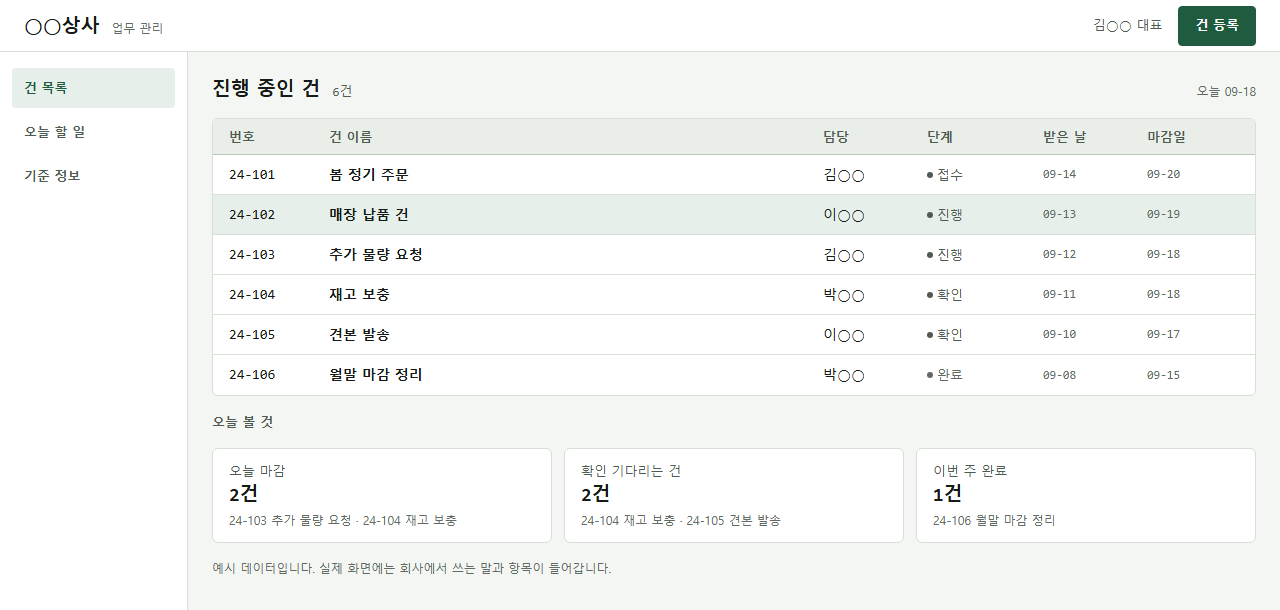 ○○상사 업무 관리 김○○ 대표 건 등록
건 목록
오늘 할 일
기준 정보
진행 중인 건 6건 오늘 09-18
번호 건 이름 담당 단계 받은 날 마감일
24-101 봄 정기 주문 김○○ 접수 09-14 09-20
24-102 매장 납품 건 이○○ 진행 09-13 09-19
24-103 추가 물량 요청 김○○ 진행 09-12 09-18
24-104 재고 보충 박○○ 확인 09-11 09-18
24-105 견본 발송 이○○ 확인 09-10 09-17
24-106 월말 마감 정리 박○○ 완료 09-08 09-15
오늘 볼 것
오늘 마감
2건
24-103 추가 물량 요청 · 24-104 재고 보충
확인 기다리는 건
2건
24-104 재고 보충 · 24-105 견본 발송
이번 주 완료
1건
24-106 월말 마감 정리
예시 데이터입니다. 실제 화면에는 회사에서 쓰는 말과 항목이 들어갑니다.